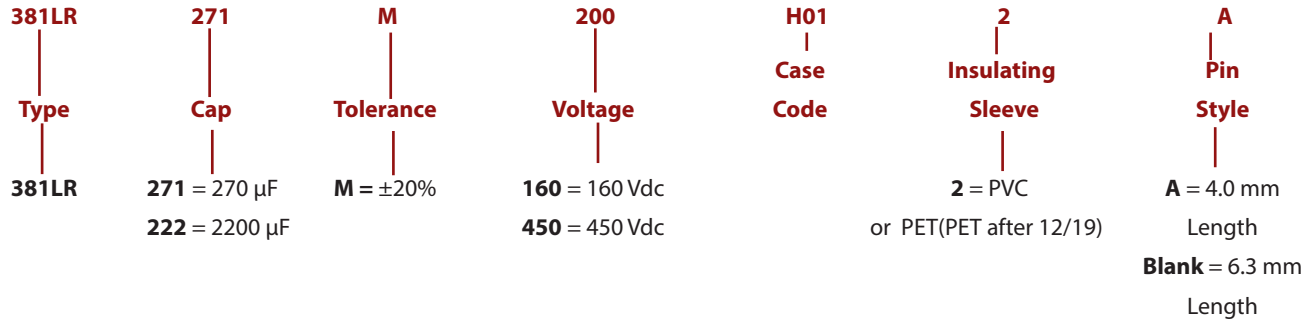 381LR 271 M 200 H01 2 A
Case Insulating Pin
Type Cap Tolerance Voltage Code Sleeve Style
381LR 271 = 270 µF M = ±20% 160 = 160 Vdc 2 = PVC A = 4.0 mm
222 = 2200 µF 450 = 450 Vdc or PET(PET after 12/19) Length
Blank = 6.3 mm
Length